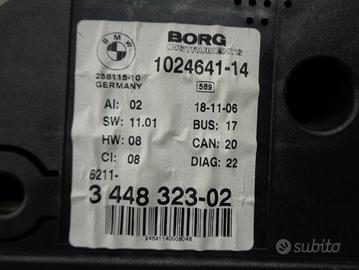 BMW
BORG
INSTRUMENTS
258115-10
GERMANY
1024641-14
589
AI: 02
18-11-06
SW: 11.01
BUS: 17
HW: 08
CAN: 20
CI: 08
DIAG: 22
6211-
3 448 323-02
24641140008046
subito